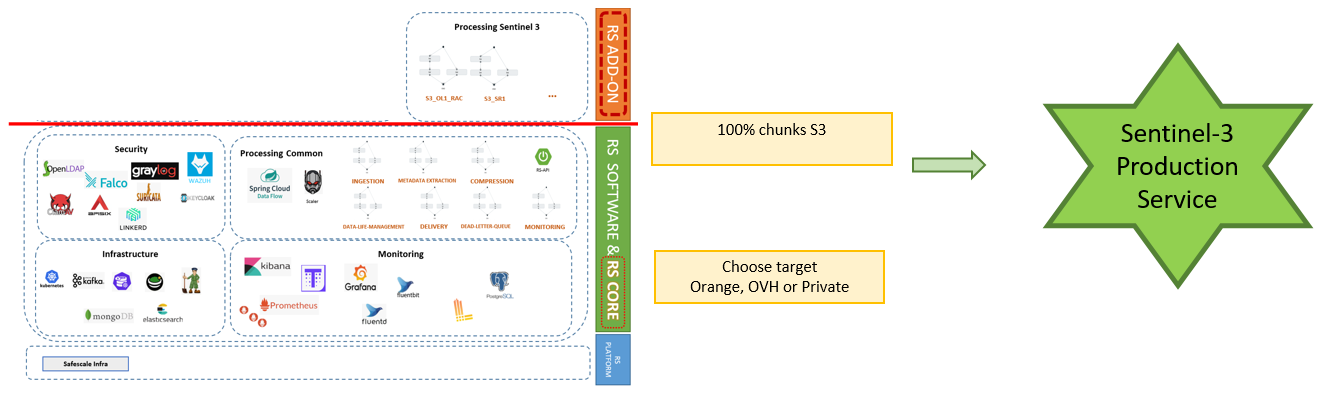 Processing Sentinel 3
S3_OL1_RAC
S3_SR1
...
RS ADD-ON
Security
OpenLDAP
Falco
graylog
WAZUH
ClamAV
APISIX
SURICATA
KEYCLOAK
LINKERD
Processing Common
Spring Cloud
Data Flow
Scaler
INGESTION
METADATA EXTRACTION
COMPRESSION
RS-API
DATA-LIFE-MANAGEMENT
DELIVERY
DEAD-LETTER-QUEUE
MONITORING
RS SOFTWARE & RS CORE
Infrastructure
kubernetes
kafka
mongoDB
elasticsearch
Monitoring
kibana
T
Grafana
fluentbit
PostgreSQL
Prometheus
fluentd
Safescale Infra
RS
PLATFORM
100% chunks S3
Choose target
Orange, OVH or Private
Sentinel-3
Production
Service